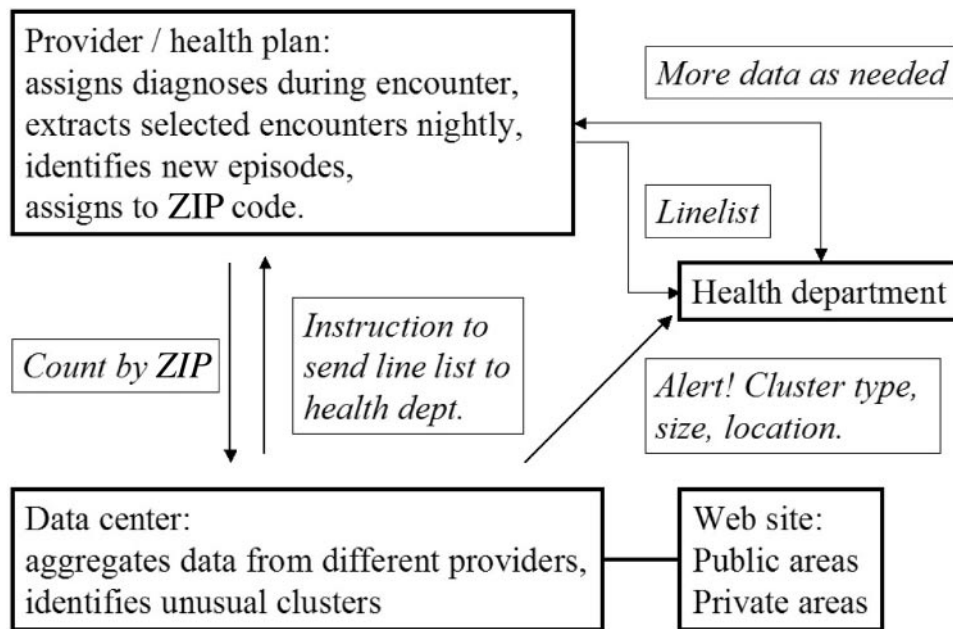 Provider / health plan:
assigns diagnoses during encounter,
extracts selected encounters nightly,
identifies new episodes,
assigns to ZIP code.
More data as needed
Linelist
Health department
Count by ZIP
Instruction to
send line list to
health dept.
Alert! Cluster type,
size, location.
Data center:
aggregates data from different providers,
identifies unusual clusters
Web site:
Public areas
Private areas